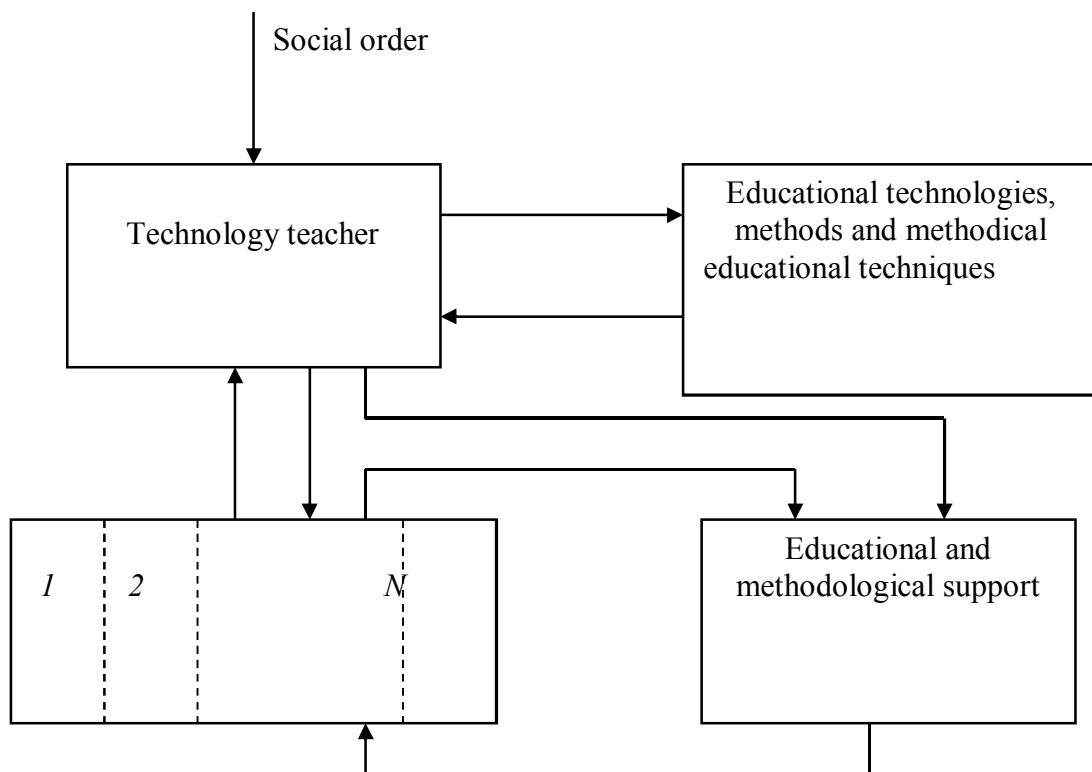 Social order
Technology teacher
Educational technologies,
methods and methodical
educational techniques
1 2 N
Educational and
methodological support